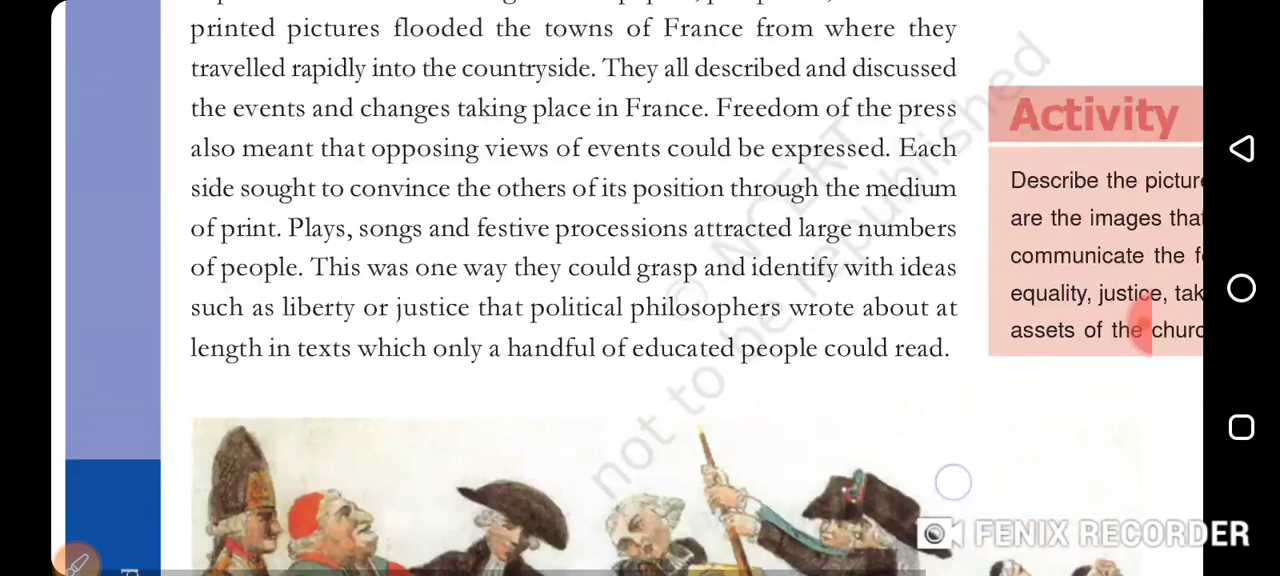 printed pictures flooded the towns of France from where they
travelled rapidly into the countryside. They all described and discussed
the events and changes taking place in France. Freedom of the press
also meant that opposing views of events could be expressed. Each
side sought to convince the others of its position through the medium
of print. Plays, songs and festive processions attracted large numbers
of people. This was one way they could grasp and identify with ideas
such as liberty or justice that political philosophers wrote about at
length in texts which only a handful of educated people could read.
Activity
Describe the pictur
are the images tha
communicate the f
equality, justice, tak
assets of the churc
© NCERT
not to be republished
FENIX RECORDER